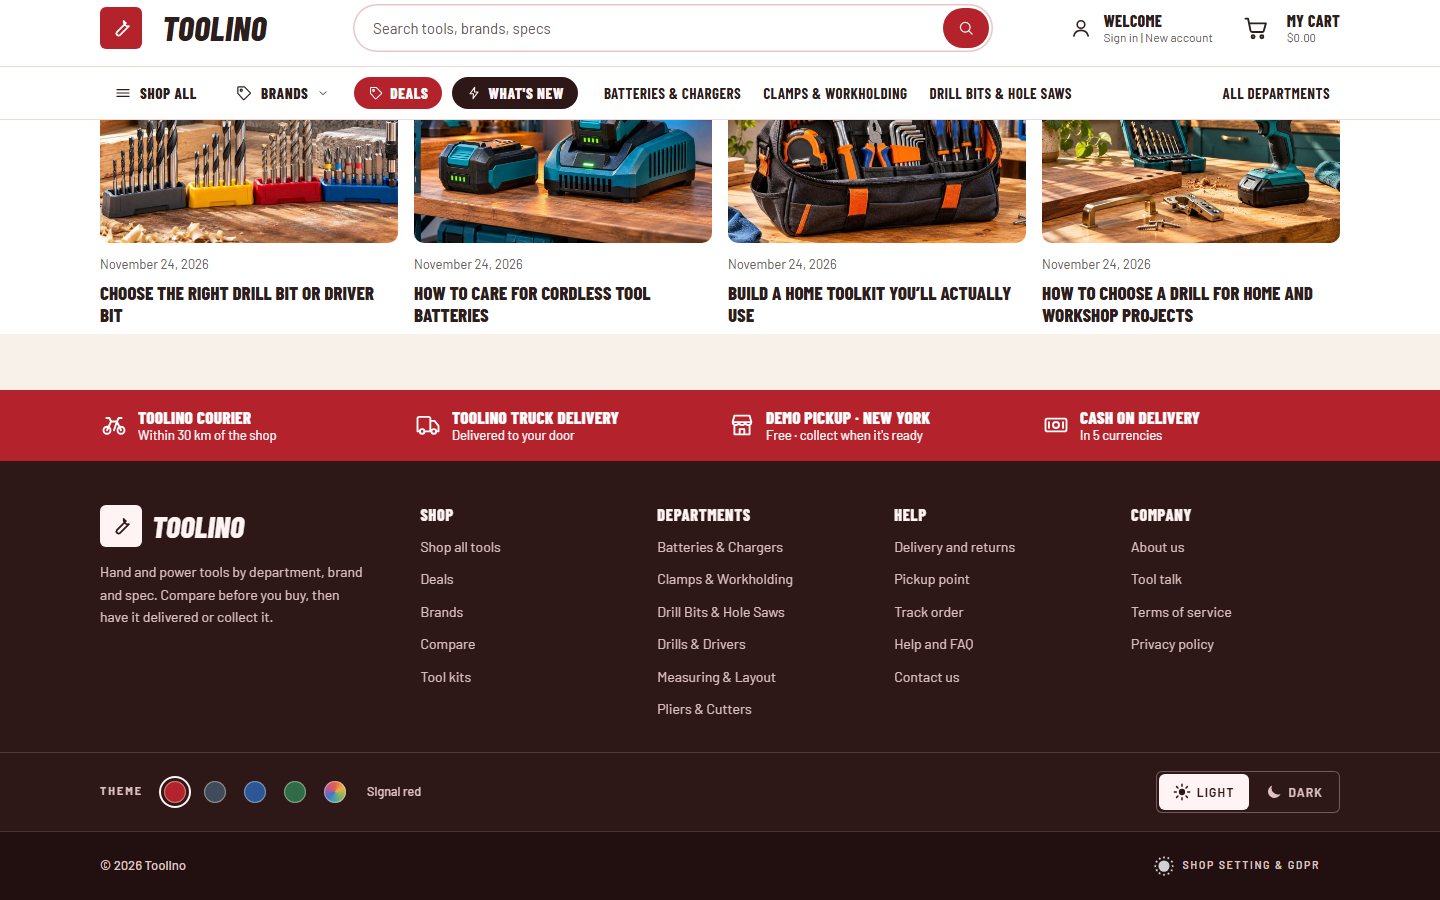 TOOLINO
Search tools, brands, specs
WELCOME
Sign in | New account
MY CART
$0.00
SHOP ALL
BRANDS
DEALS
WHAT'S NEW
BATTERIES & CHARGERS
CLAMPS & WORKHOLDING
DRILL BITS & HOLE SAWS
ALL DEPARTMENTS
November 24, 2026
CHOOSE THE RIGHT DRILL BIT OR DRIVER
BIT
November 24, 2026
HOW TO CARE FOR CORDLESS TOOL
BATTERIES
November 24, 2026
BUILD A HOME TOOLKIT YOU’LL ACTUALLY
USE
November 24, 2026
HOW TO CHOOSE A DRILL FOR HOME AND
WORKSHOP PROJECTS
TOOLINO COURIER
Within 30 km of the shop
TOOLINO TRUCK DELIVERY
Delivered to your door
DEMO PICKUP · NEW YORK
Free · collect when it's ready
CASH ON DELIVERY
In 5 currencies
TOOLINO
Hand and power tools by department, brand
and spec. Compare before you buy, then
have it delivered or collect it.
SHOP
Shop all tools
Deals
Brands
Compare
Tool kits
DEPARTMENTS
Batteries & Chargers
Clamps & Workholding
Drill Bits & Hole Saws
Drills & Drivers
Measuring & Layout
Pliers & Cutters
HELP
Delivery and returns
Pickup point
Track order
Help and FAQ
Contact us
COMPANY
About us
Tool talk
Terms of service
Privacy policy
THEME
Signal red
LIGHT
DARK
© 2026 Toolino
SHOP SETTING & GDPR